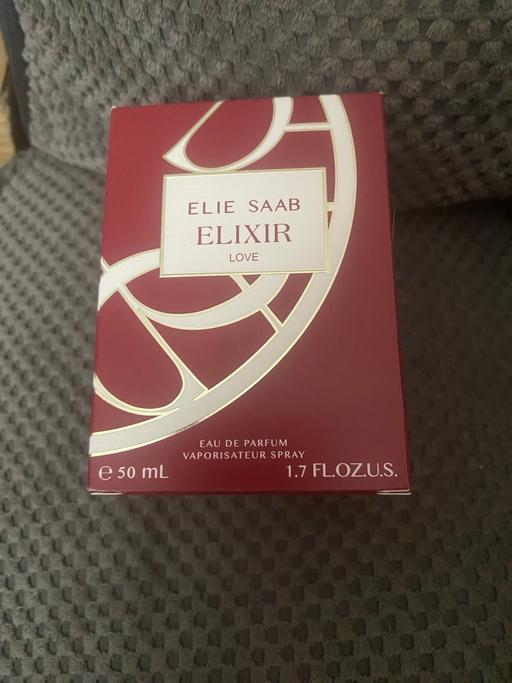 ELIE SAAB
ELIXIR
LOVE
EAU DE PARFUM
VAPORISATEUR SPRAY
℮ 50 mL 1.7 FL.OZ.U.S.